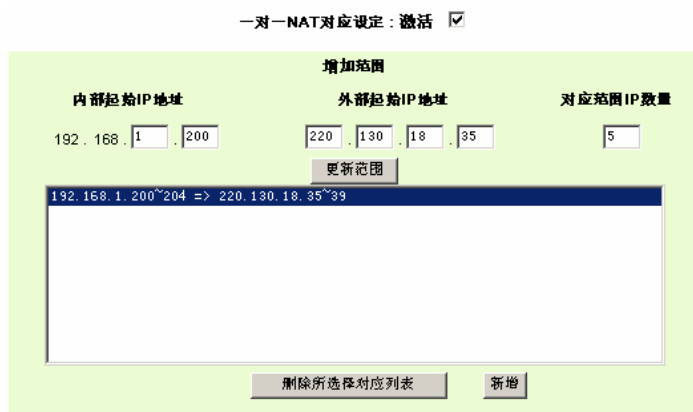 一对一NAT对应设定：激活
增加范围
内部起始IP地址 外部起始IP地址 对应范围IP数量
192 . 168 . 1 . 200 220 . 130 . 18 . 35 5
更新范围
192.168.1.200~204 => 220.130.18.35~39
删除所选择对应列表 新增